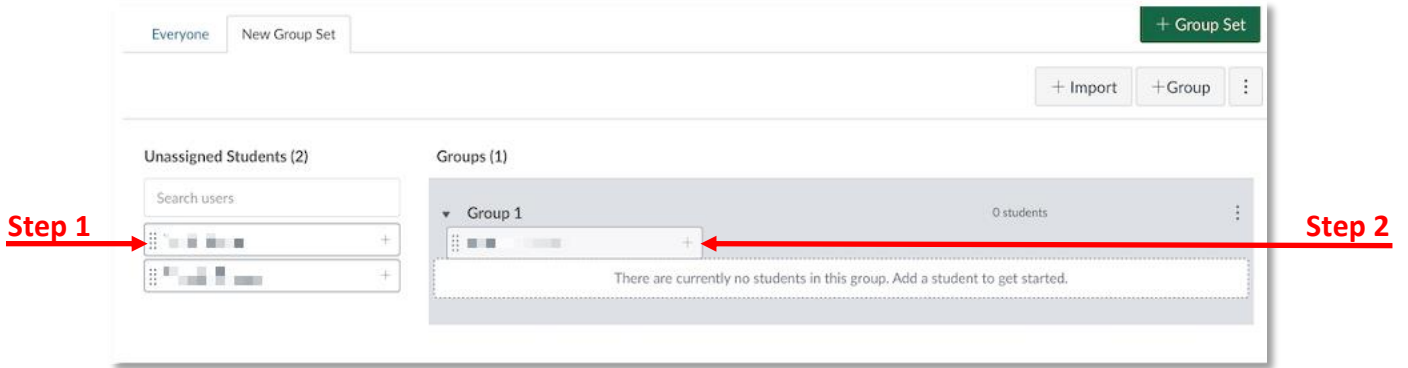 Everyone
New Group Set
+ Group Set
+ Import
+Group
Unassigned Students (2)
Groups (1)
Search users
Group 1
0 students
Step 1
Step 2
There are currently no students in this group. Add a student to get started.